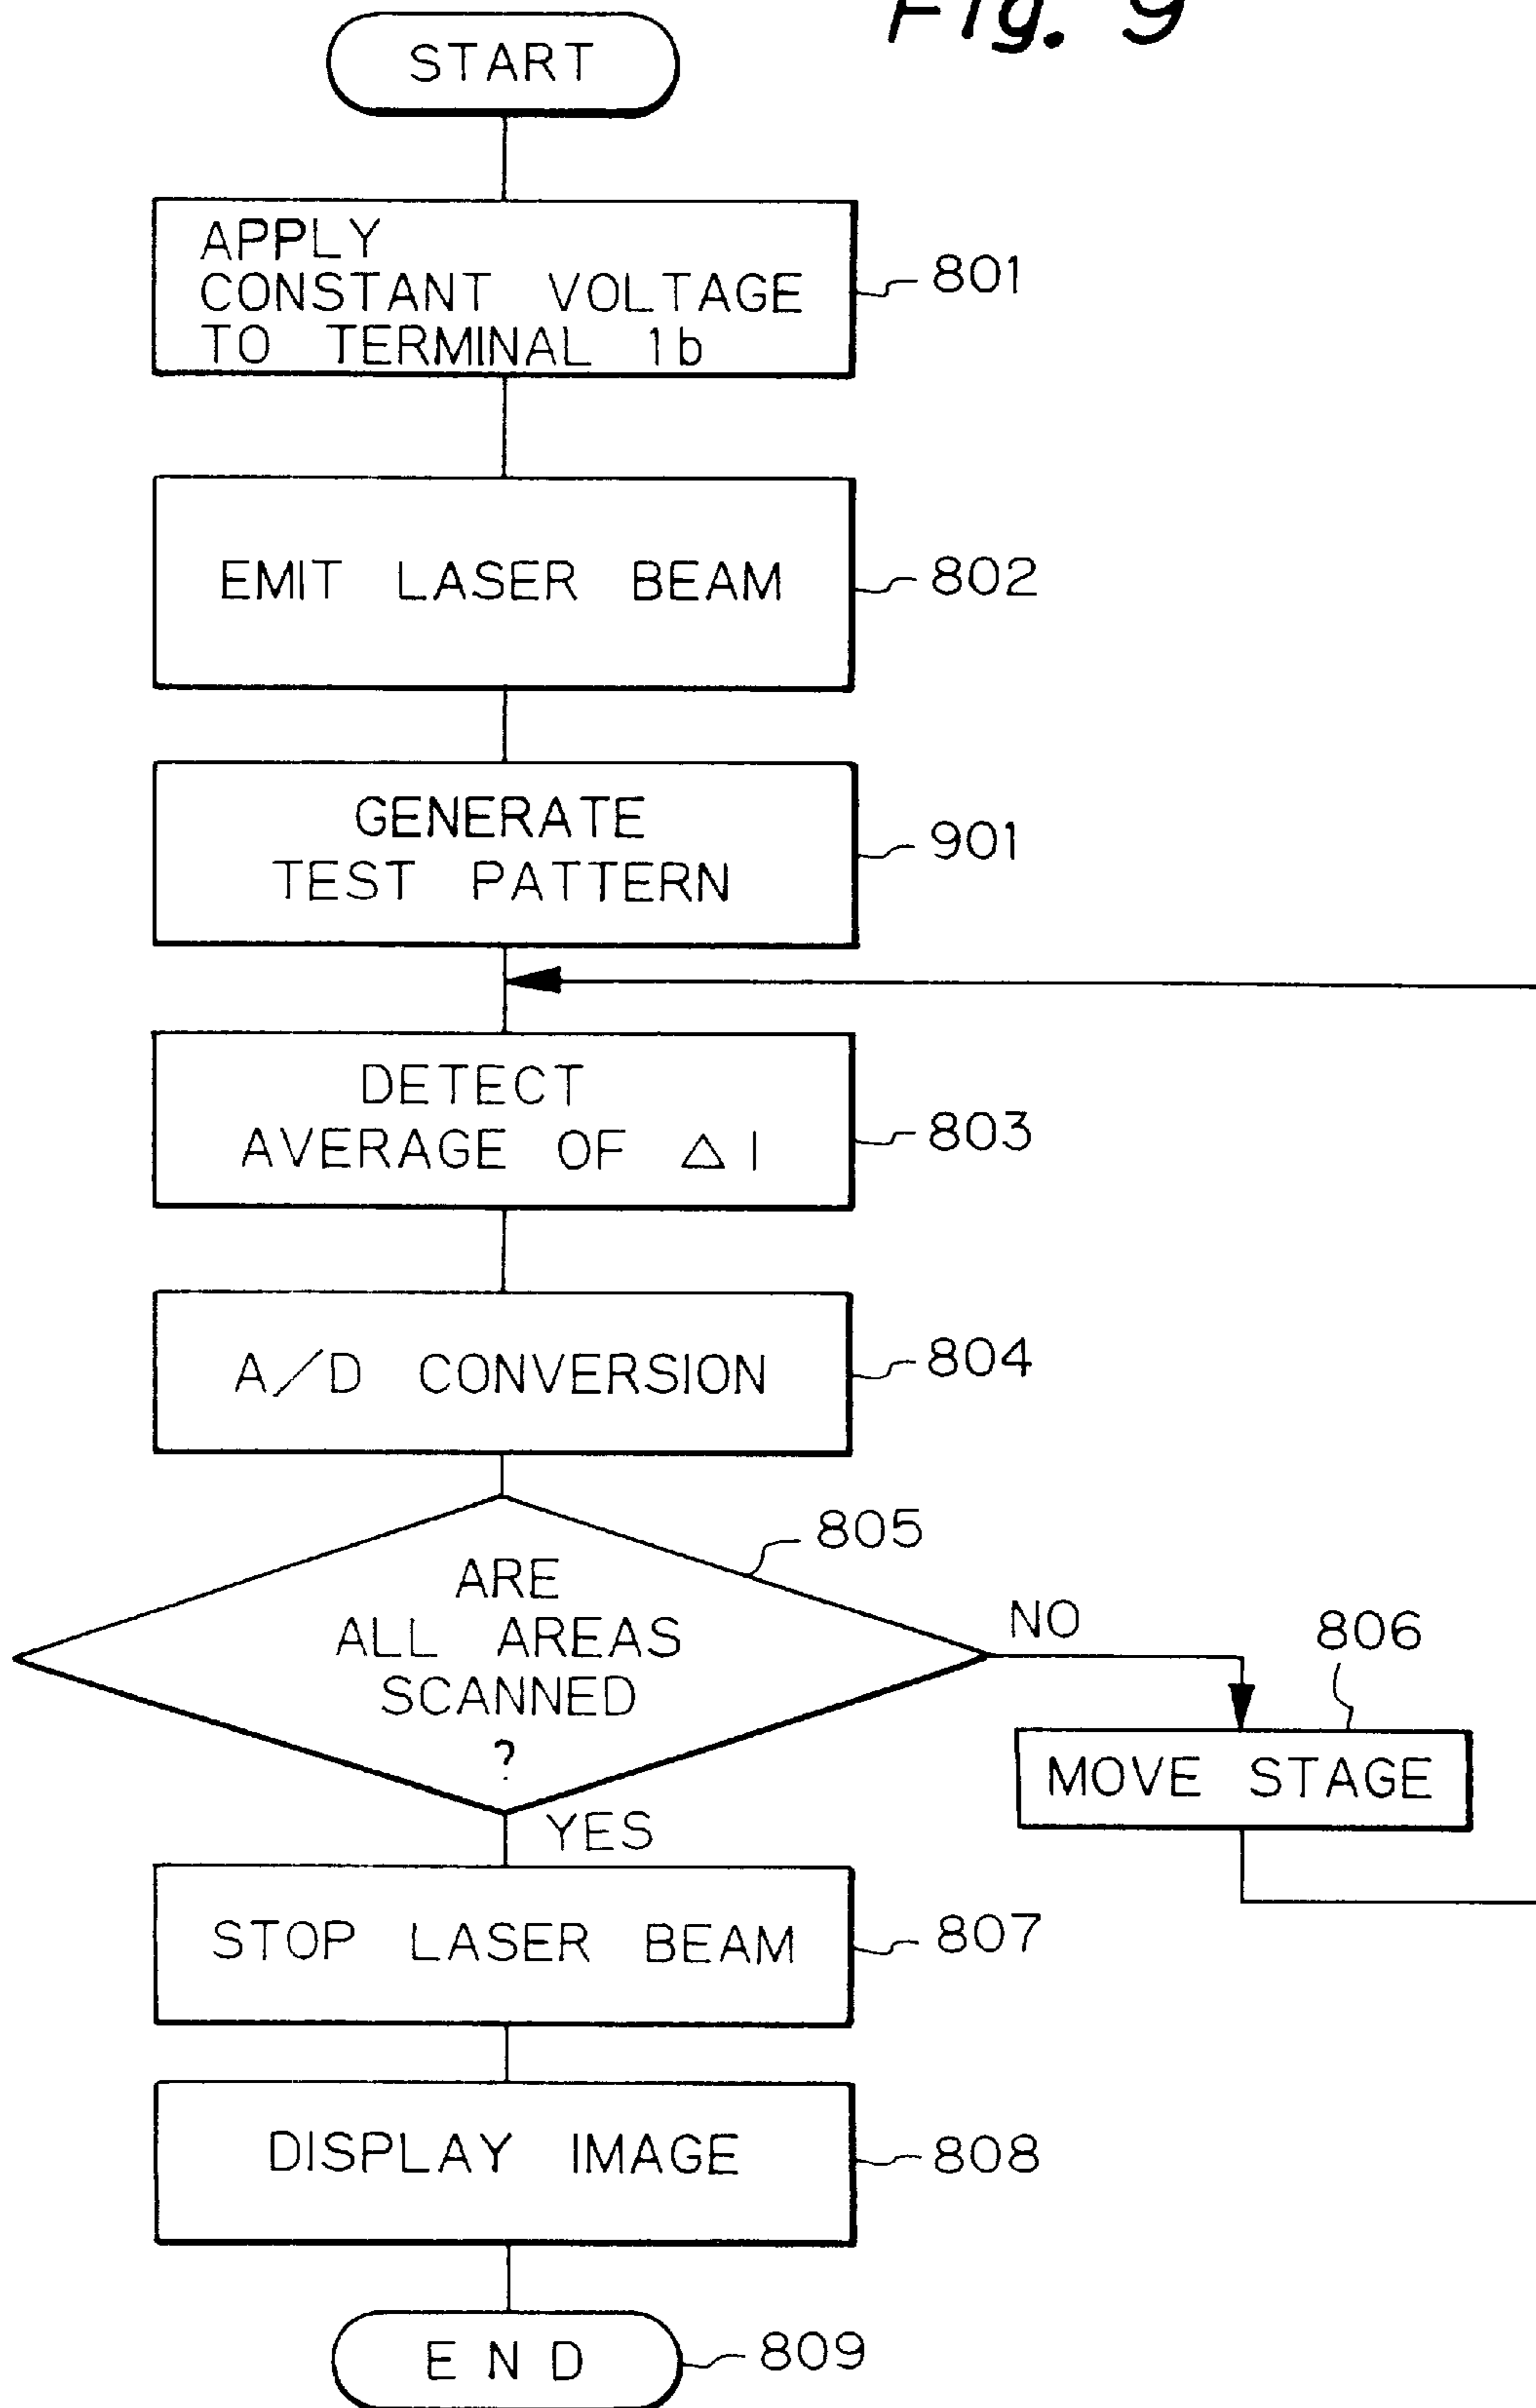 Fig. 9
START
APPLY
CONSTANT VOLTAGE
TO TERMINAL 1b
801
EMIT LASER BEAM
802
GENERATE
TEST PATTERN
901
DETECT
AVERAGE OF △I
803
A/D CONVERSION
804
805
ARE
ALL AREAS
SCANNED
?
NO
806
MOVE STAGE
YES
STOP LASER BEAM
807
DISPLAY IMAGE
808
END
809